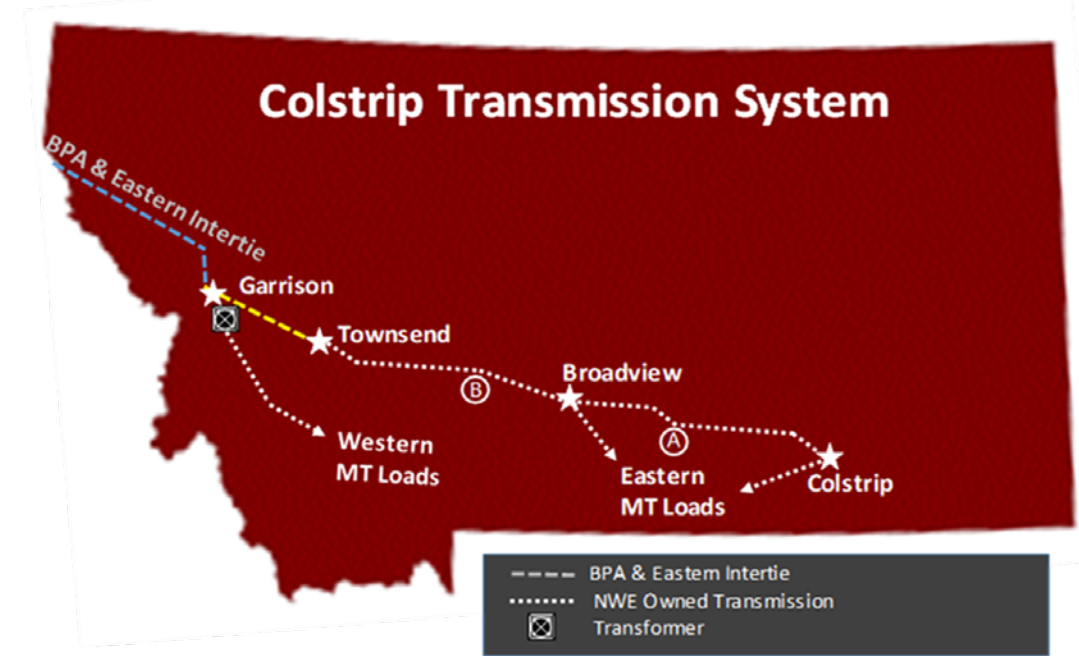 Colstrip Transmission System
BPA & Eastern Intertie
Garrison
Townsend
Broadview
B
A
Western
MT Loads
Eastern
MT Loads
Colstrip
BPA & Eastern Intertie
NWE Owned Transmission
Transformer